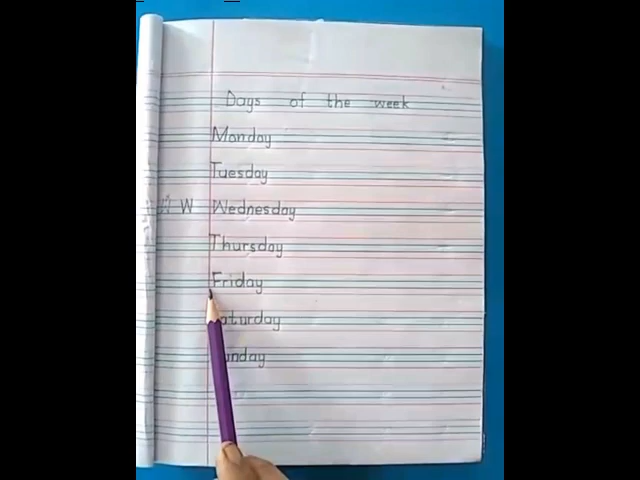 Days of the week
Monday
Tuesday
W Wednesday
Thursday
Friday
aturday
unday